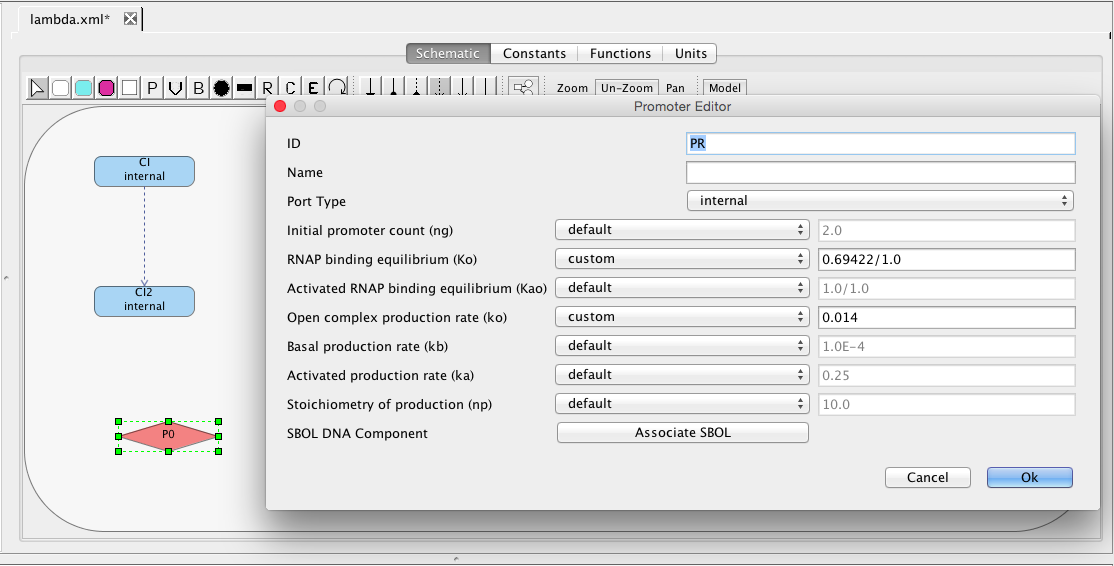 lambda.xml*
Schematic Constants Functions Units
P V B R C E Zoom Un-Zoom Pan Model
Promoter Editor
CI
internal
CI2
internal
P0
ID PR
Name
Port Type internal
Initial promoter count (ng) default 2.0
RNAP binding equilibrium (Ko) custom 0.69422/1.0
Activated RNAP binding equilibrium (Kao) default 1.0/1.0
Open complex production rate (ko) custom 0.014
Basal production rate (kb) default 1.0E-4
Activated production rate (ka) default 0.25
Stoichiometry of production (np) default 10.0
SBOL DNA Component Associate SBOL
Cancel Ok